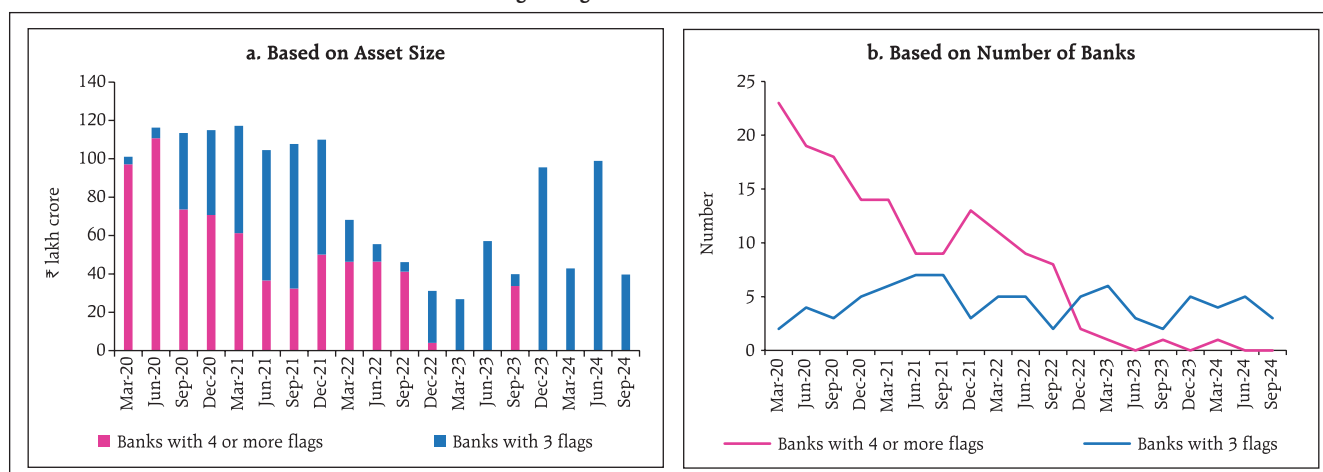 a. Based on Asset Size
₹ lakh crore
140
120
100
80
60
40
20
0
Mar-20
Jun-20
Sep-20
Dec-20
Mar-21
Jun-21
Sep-21
Dec-21
Mar-22
Jun-22
Sep-22
Dec-22
Mar-23
Jun-23
Sep-23
Dec-23
Mar-24
Jun-24
Sep-24
Banks with 4 or more flags
Banks with 3 flags
b. Based on Number of Banks
Number
25
20
15
10
5
0
Mar-20
Jun-20
Sep-20
Dec-20
Mar-21
Jun-21
Sep-21
Dec-21
Mar-22
Jun-22
Sep-22
Dec-22
Mar-23
Jun-23
Sep-23
Dec-23
Mar-24
Jun-24
Sep-24
Banks with 4 or more flags
Banks with 3 flags